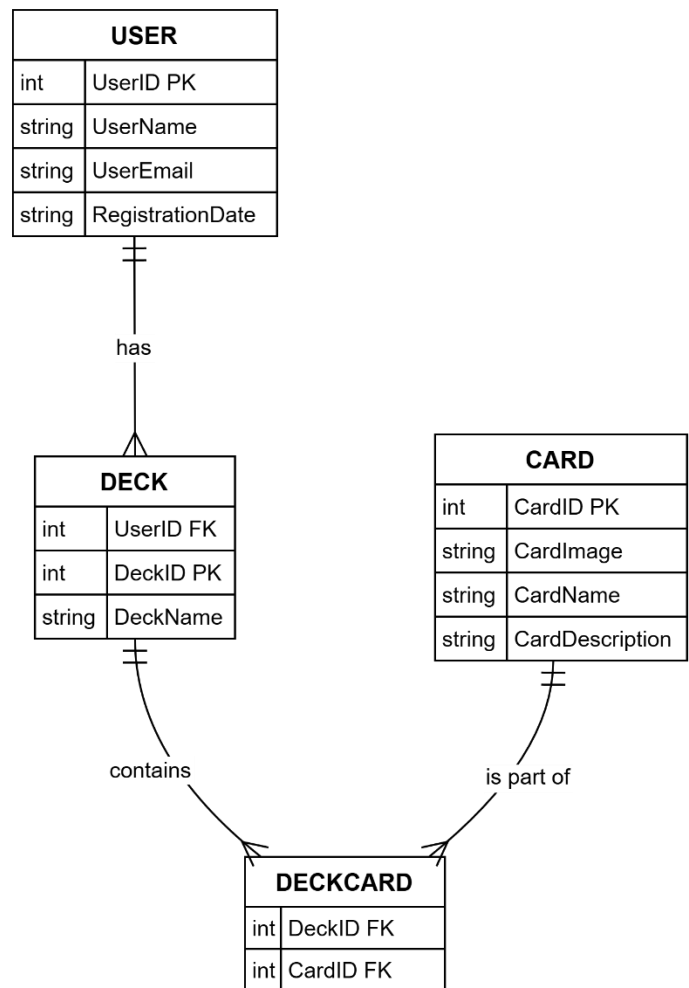 USER
int UserID PK
string UserName
string UserEmail
string RegistrationDate
has
DECK
int UserID FK
int DeckID PK
string DeckName
CARD
int CardID PK
string CardImage
string CardName
string CardDescription
contains
is part of
DECKCARD
int DeckID FK
int CardID FK